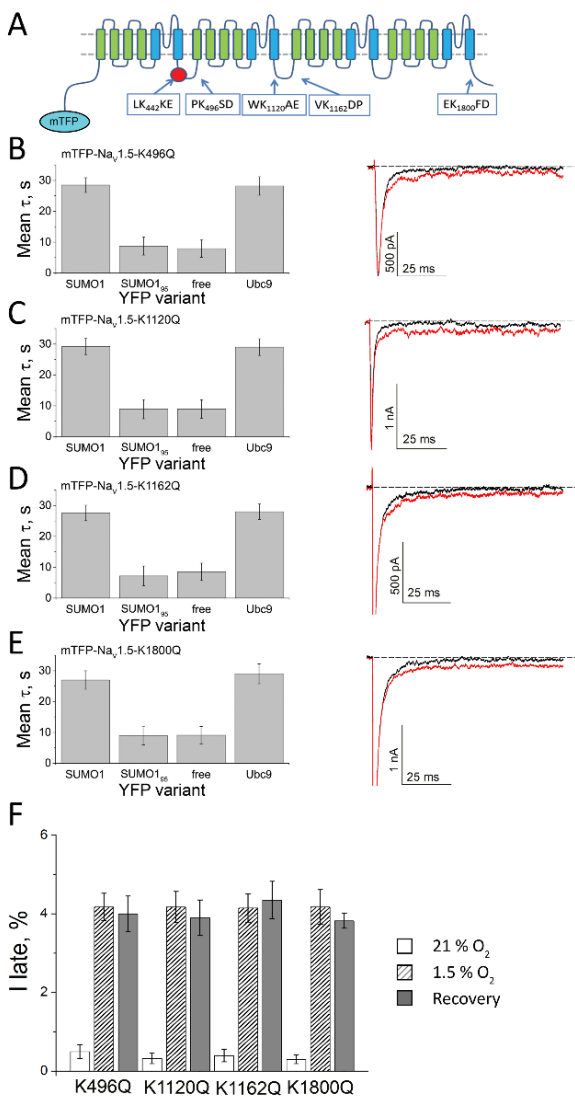 A
mTFP
LK442KE
PK496SD
WK1120AE
VK1162DP
EK1800FD
B
mTFP-NaV1.5-K496Q
Mean τ, s
30
20
10
0
SUMO1
SUMO195
free
Ubc9
YFP variant
500 pA
25 ms
C
mTFP-NaV1.5-K1120Q
Mean τ, s
30
20
10
0
SUMO1
SUMO195
free
Ubc9
YFP variant
1 nA
25 ms
D
mTFP-NaV1.5-K1162Q
Mean τ, s
30
20
10
0
SUMO1
SUMO195
free
Ubc9
YFP variant
500 pA
25 ms
E
mTFP-NaV1.5-K1800Q
Mean τ, s
30
20
10
0
SUMO1
SUMO195
free
Ubc9
YFP variant
1 nA
25 ms
F
I late, %
6
4
2
0
K496Q
K1120Q
K1162Q
K1800Q
21 % O2
1.5 % O2
Recovery